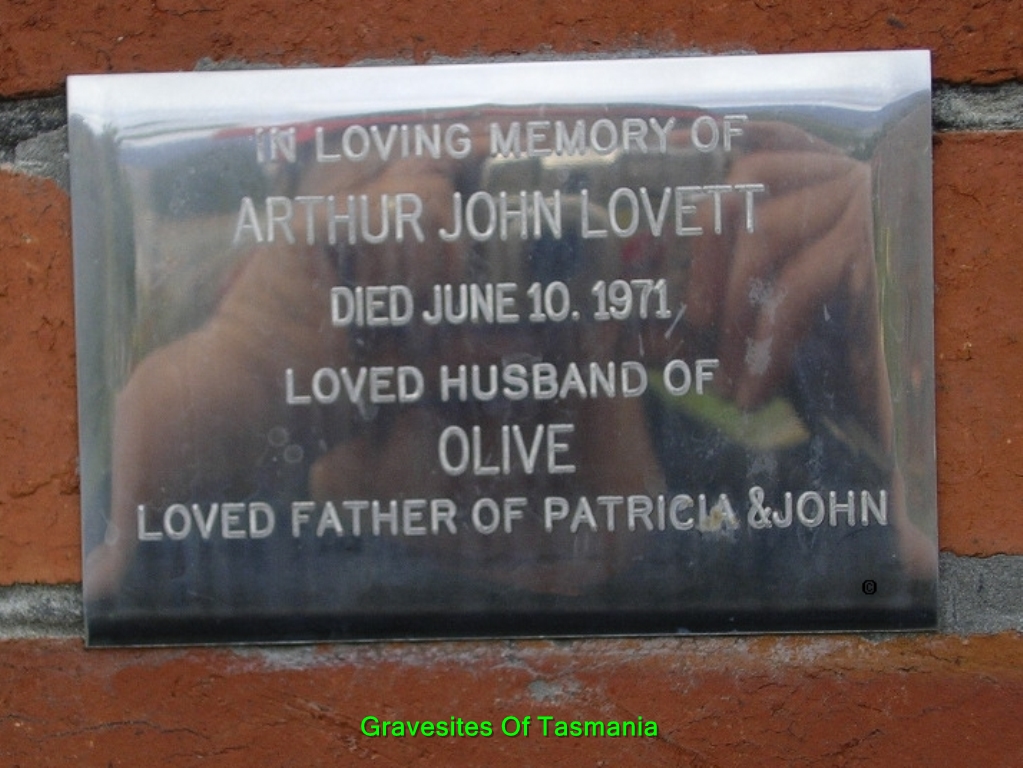 IN LOVING MEMORY OF
ARTHUR JOHN LOVETT
DIED JUNE 10. 1971
LOVED HUSBAND OF
OLIVE
LOVED FATHER OF PATRICIA & JOHN
©
Gravesites Of Tasmania